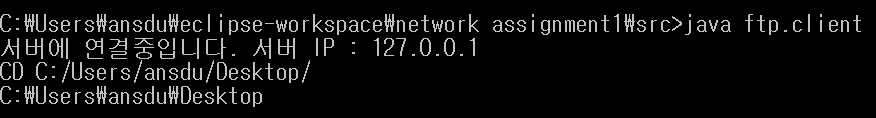 C:₩Users₩ansdu₩eclipse-workspace₩network assignment1₩src>java ftp.client
서버에 연결중입니다. 서버 IP : 127.0.0.1
CD C:/Users/ansdu/Desktop/
C:₩Users₩ansdu₩Desktop